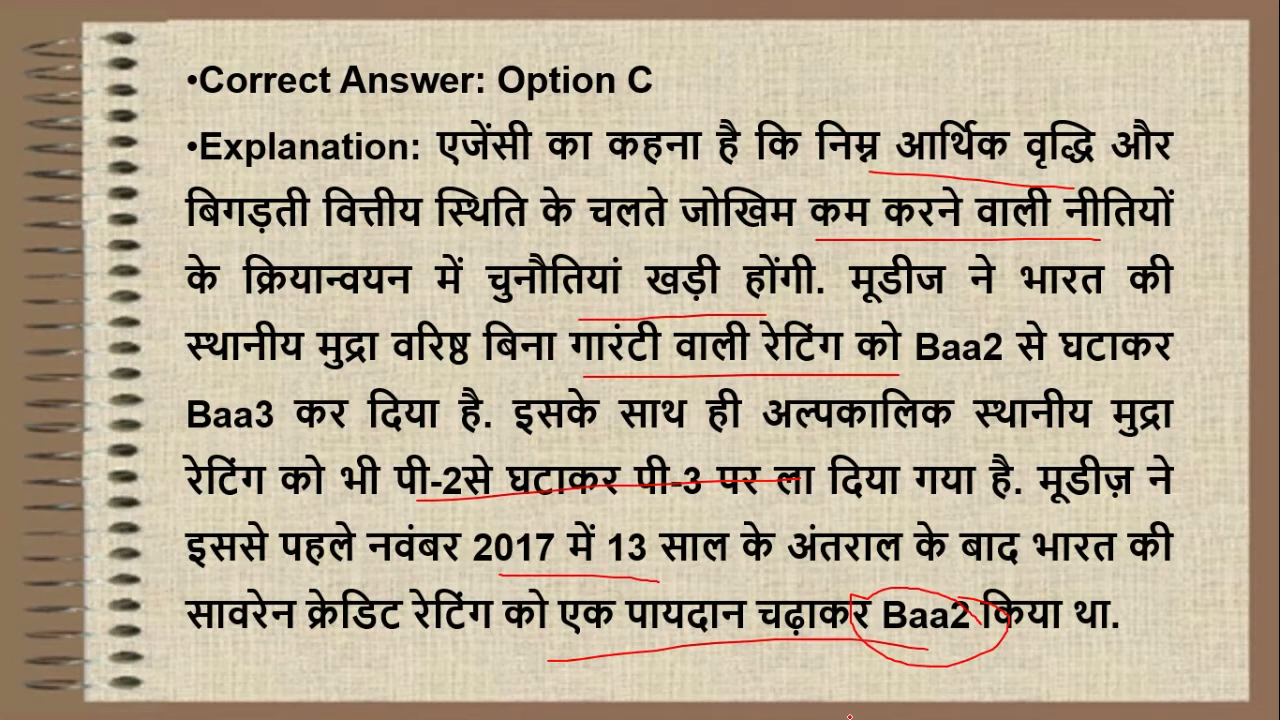 •Correct Answer: Option C
•Explanation: एजेंसी का कहना है कि निम्न आर्थिक वृद्धि और
बिगड़ती वित्तीय स्थिति के चलते जोखिम कम करने वाली नीतियों
के क्रियान्वयन में चुनौतियां खड़ी होंगी. मूडीज ने भारत की
स्थानीय मुद्रा वरिष्ठ बिना गारंटी वाली रेटिंग को Baa2 से घटाकर
Baa3 कर दिया है. इसके साथ ही अल्पकालिक स्थानीय मुद्रा
रेटिंग को भी पी-2से घटाकर पी-3 पर ला दिया गया है. मूडीज़ ने
इससे पहले नवंबर 2017 में 13 साल के अंतराल के बाद भारत की
सावरेन क्रेडिट रेटिंग को एक पायदान चढ़ाकर Baa2 किया था.